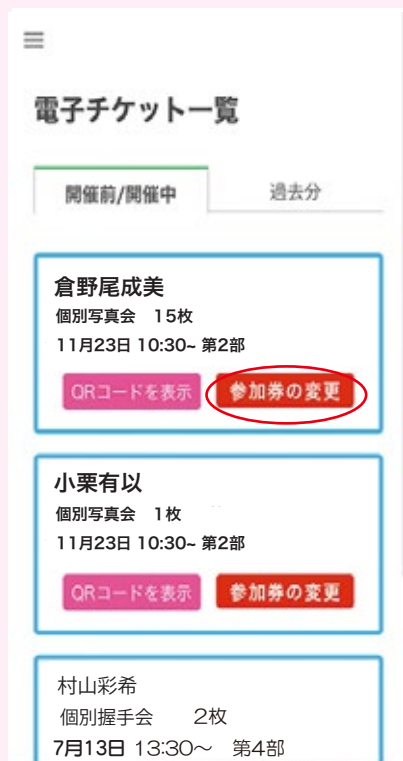 電子チケット一覧
開催前/開催中 過去分
倉野尾成美
個別写真会 15枚
11月23日 10:30~ 第2部
QRコードを表示 参加券の変更
小栗有以
個別写真会 1枚
11月23日 10:30~ 第2部
QRコードを表示 参加券の変更
村山彩希
個別握手会 2枚
7月13日 13:30〜 第4部